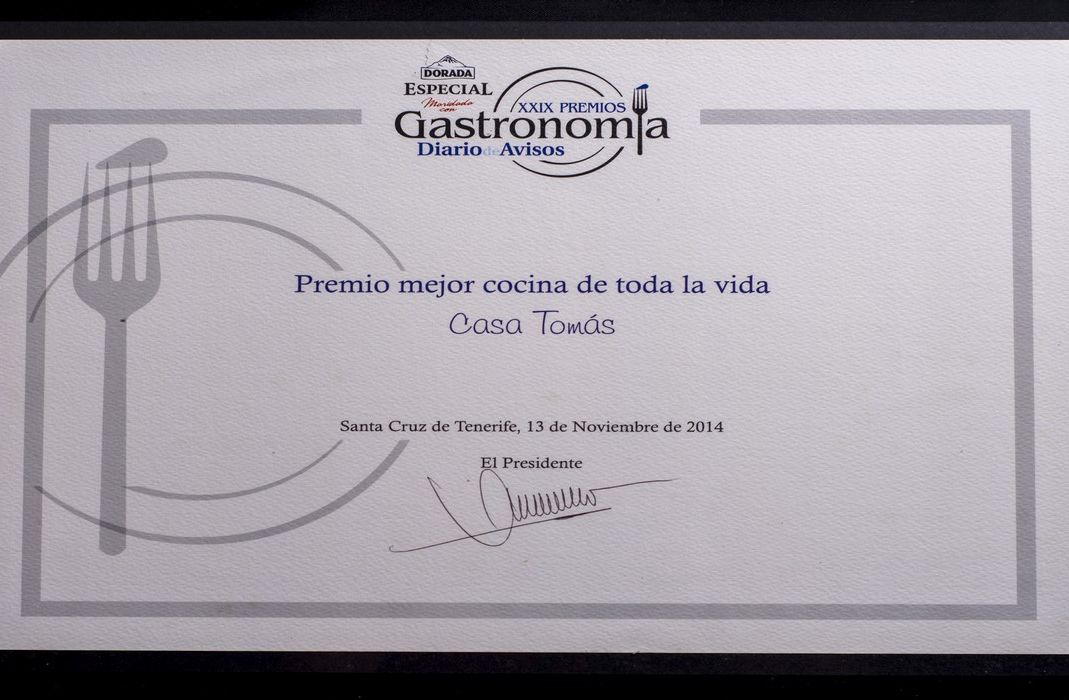 DORADA
ESPECIAL
Maridada
con
XXIX PREMIOS
Gastronomía
Diario de Avisos
Premio mejor cocina de toda la vida
Casa Tomás
Santa Cruz de Tenerife, 13 de Noviembre de 2014
El Presidente